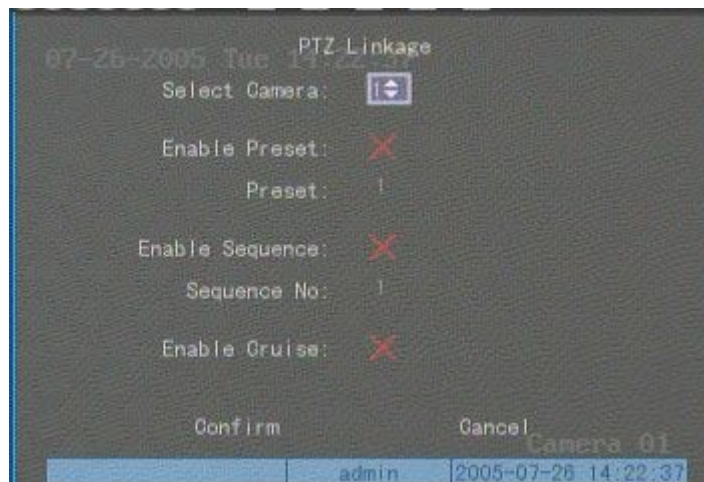 PTZ Linkage
07-26-2005 Tue 14:22:37
Select Camera: 1
Enable Preset:
Preset: 1
Enable Sequence:
Sequence No: 1
Enable Cruise:
Confirm Cancel
Camera 01
admin 2005-07-26 14:22:37